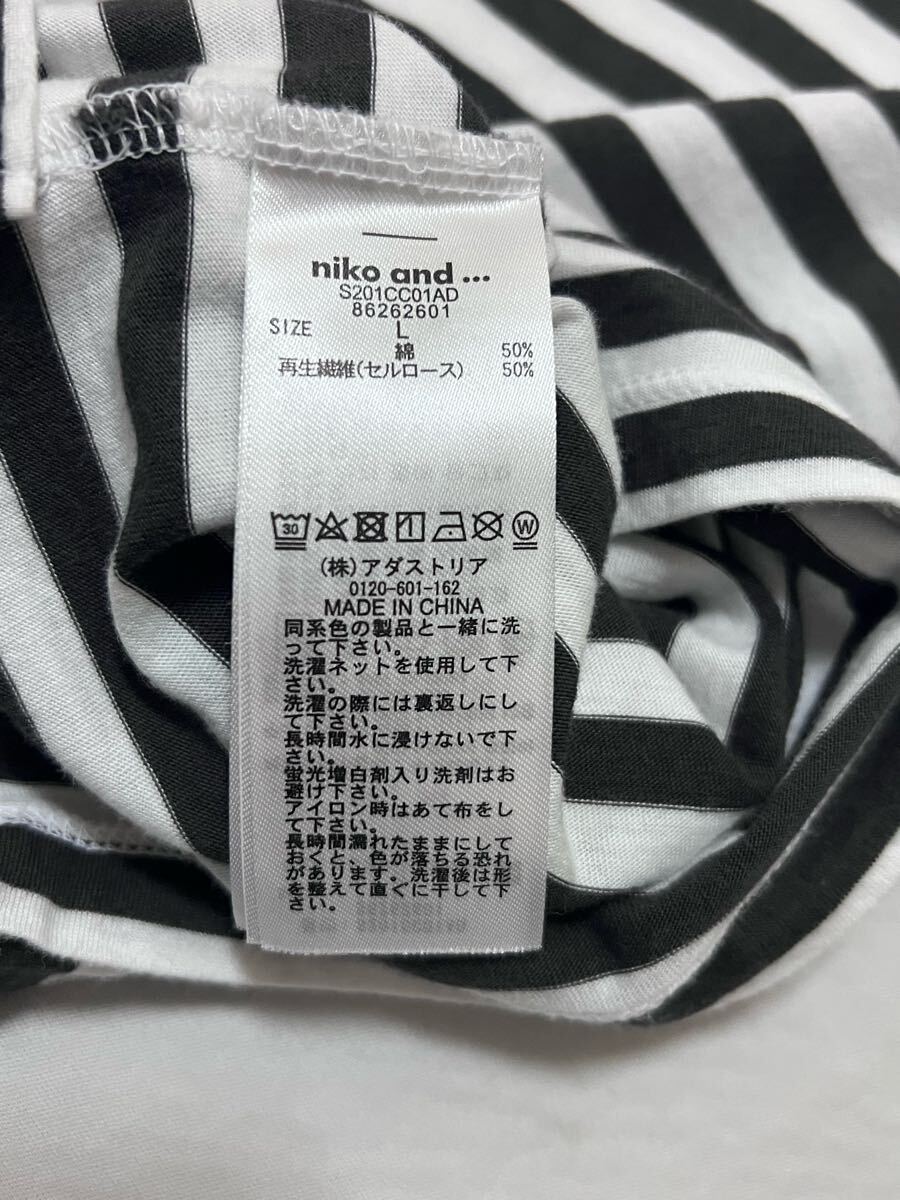 niko and ...
S201CC01AD
86262601
SIZE L
綿 50%
再生繊維(セルロース) 50%
30 W
(株)アダストリア
0120-601-162
MADE IN CHINA
同系色の製品と一緒に洗
って下さい。
洗濯ネットを使用して下
さい。
洗濯の際には裏返しにし
て下さい。
長時間水に浸けないで下
さい。
蛍光増白剤入り洗剤はお
避け下さい。
アイロン時はあて布をし
て下さい。
長時間濡れたままにして
おくと、色が落ちる恐れ
があります。洗濯後は形
を整えて直ぐに干して下
さい。